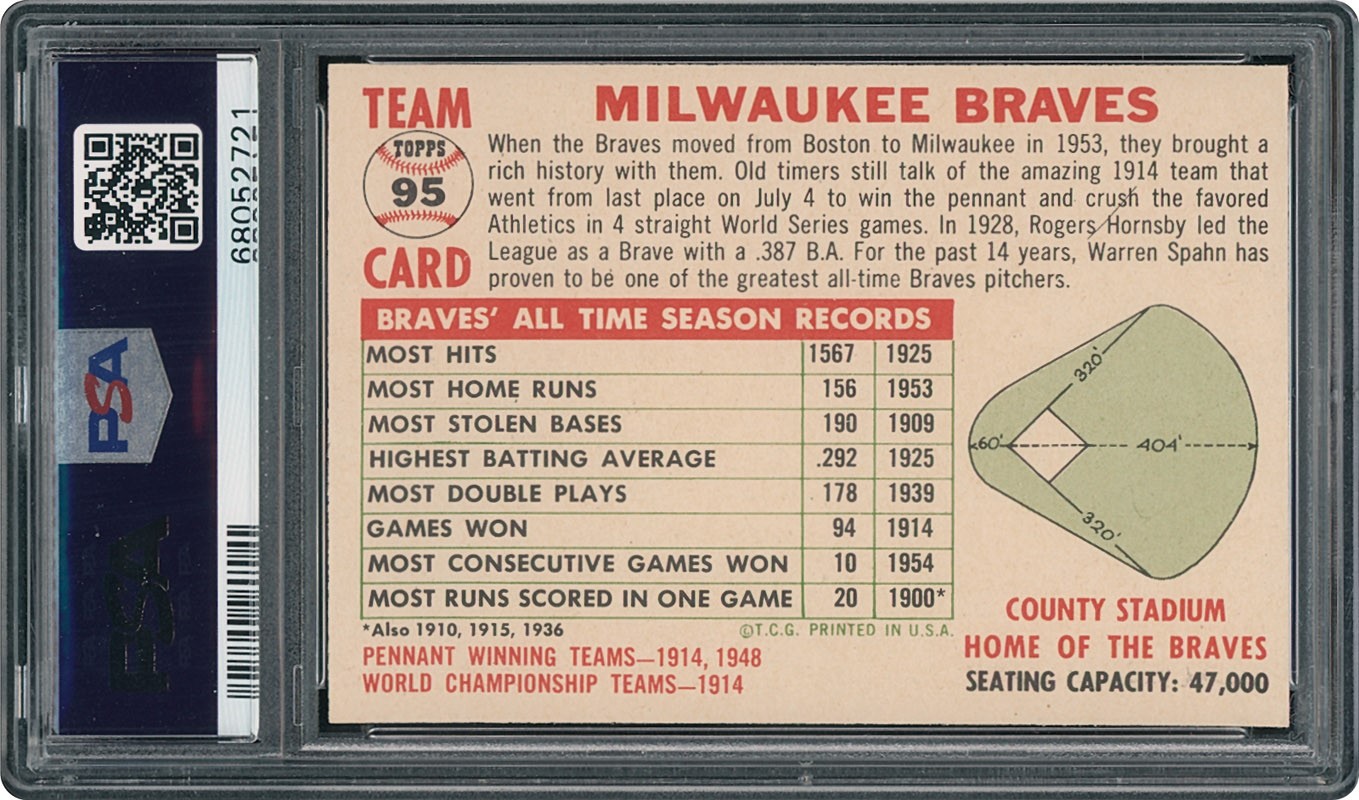 68052721
PSA
PSA
TEAM
TOPPS
95
CARD
MILWAUKEE BRAVES
When the Braves moved from Boston to Milwaukee in 1953, they brought a
rich history with them. Old timers still talk of the amazing 1914 team that
went from last place on July 4 to win the pennant and crush the favored
Athletics in 4 straight World Series games. In 1928, Rogers Hornsby led the
League as a Brave with a .387 B.A. For the past 14 years, Warren Spahn has
proven to be one of the greatest all-time Braves pitchers.
BRAVES' ALL TIME SEASON RECORDS
MOST HITS 1567 1925
MOST HOME RUNS 156 1953
MOST STOLEN BASES 190 1909
HIGHEST BATTING AVERAGE .292 1925
MOST DOUBLE PLAYS 178 1939
GAMES WON 94 1914
MOST CONSECUTIVE GAMES WON 10 1954
MOST RUNS SCORED IN ONE GAME 20 1900*
*Also 1910, 1915, 1936
©T.C.G. PRINTED IN U.S.A.
PENNANT WINNING TEAMS—1914, 1948
WORLD CHAMPIONSHIP TEAMS—1914
320'
60'
404'
320'
COUNTY STADIUM
HOME OF THE BRAVES
SEATING CAPACITY: 47,000